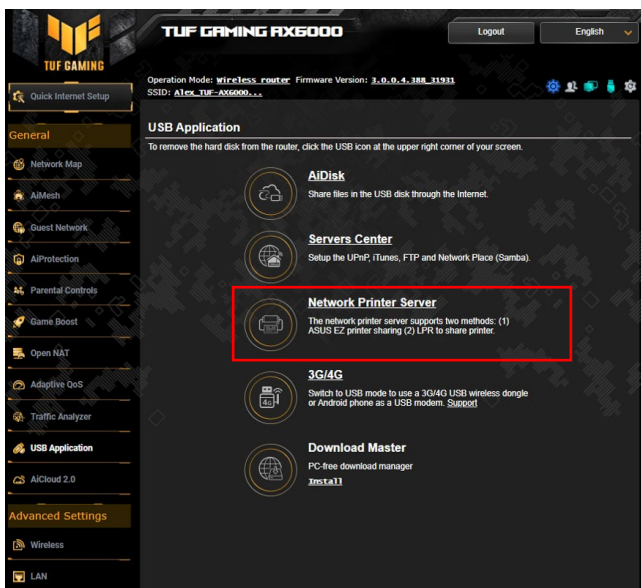 TUF GAMING
TUF GAMING AX6000
Logout
English
Quick Internet Setup
Operation Mode: Wireless router Firmware Version: 3.0.0.4.388_31931
SSID: Alex_TUF-AX6000...
General
Network Map
AiMesh
Guest Network
AiProtection
Parental Controls
Game Boost
Open NAT
Adaptive QoS
Traffic Analyzer
USB Application
AiCloud 2.0
Advanced Settings
Wireless
LAN
USB Application
To remove the hard disk from the router, click the USB icon at the upper right corner of your screen.
AiDisk
Share files in the USB disk through the Internet.
Servers Center
Setup the UPnP, iTunes, FTP and Network Place (Samba).
Network Printer Server
The network printer server supports two methods: (1)
ASUS EZ printer sharing (2) LPR to share printer.
4G
3G/4G
Switch to USB mode to use a 3G/4G USB wireless dongle
or Android phone as a USB modem. Support
Download Master
PC-free download manager
Install